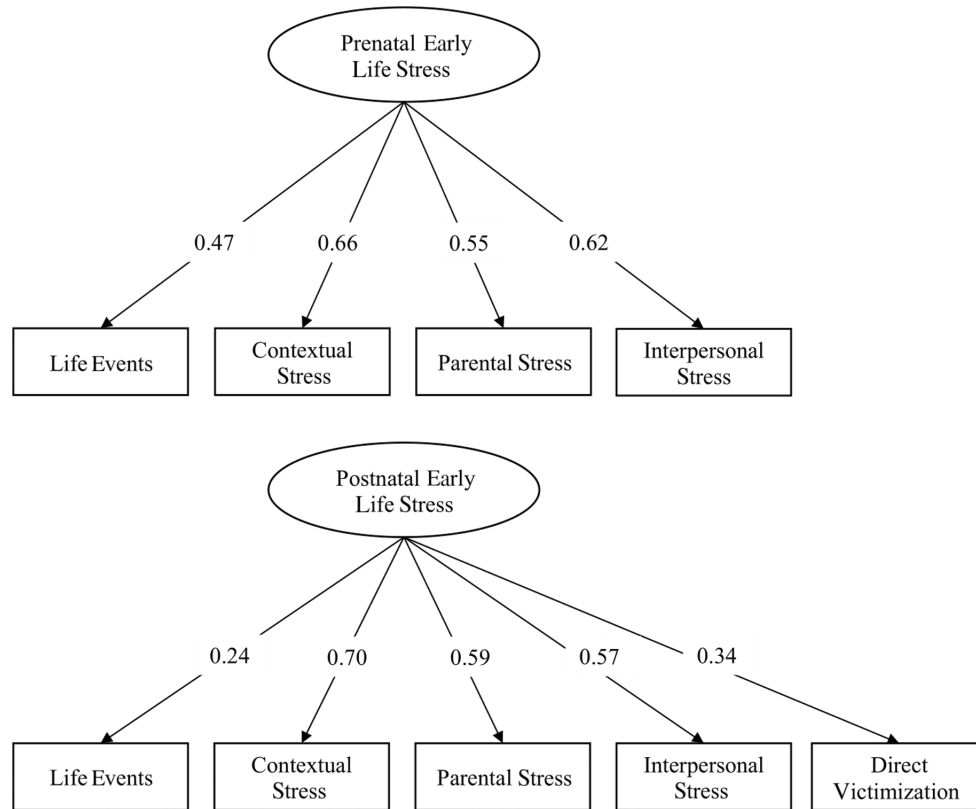 Prenatal Early
Life Stress
0.47
0.66
0.55
0.62
Life Events
Contextual
Stress
Parental Stress
Interpersonal
Stress
Postnatal Early
Life Stress
0.24
0.70
0.59
0.57
0.34
Life Events
Contextual
Stress
Parental Stress
Interpersonal
Stress
Direct
Victimization